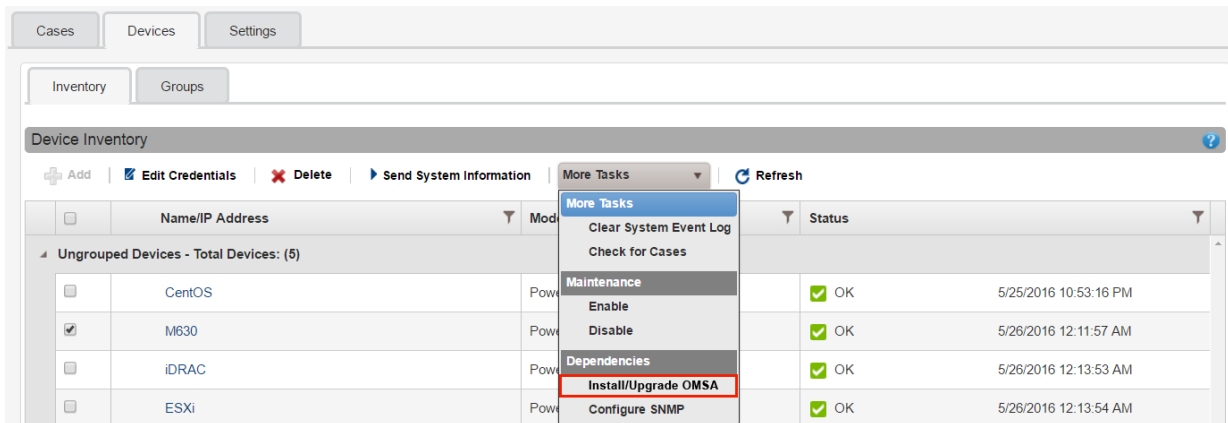 Cases Devices Settings
Inventory Groups
Device Inventory ?
Add Edit Credentials Delete Send System Information More Tasks Refresh
Name/IP Address Mode Status
More Tasks
Clear System Event Log
Check for Cases
Ungrouped Devices - Total Devices: (5)
Maintenance
CentOS Powe OK 5/25/2016 10:53:16 PM
Enable
Disable
M630 Powe OK 5/26/2016 12:11:57 AM
Dependencies
iDRAC Powe OK 5/26/2016 12:13:53 AM
Install/Upgrade OMSA
Configure SNMP
ESXi Powe OK 5/26/2016 12:13:54 AM